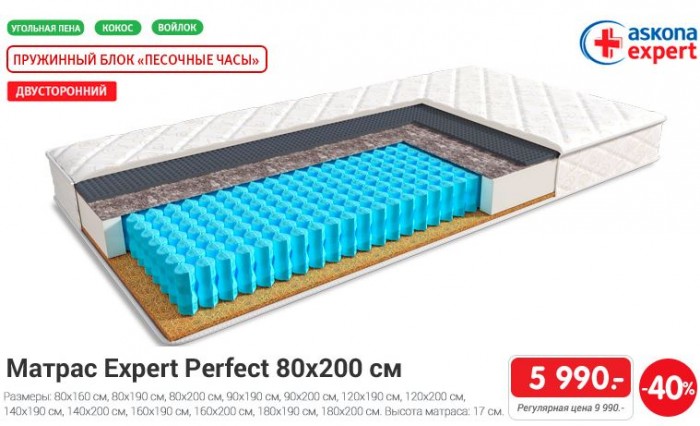 УГОЛЬНАЯ ПЕНА КОКОС ВОЙЛОК
askona
expert
ПРУЖИННЫЙ БЛОК «ПЕСОЧНЫЕ ЧАСЫ»
ДВУСТОРОННИЙ
Матрас Expert Perfect 80x200 см
Размеры: 80x160 см, 80x190 см, 80x200 см, 90x190 см, 90x200 см, 120x190 см, 120x200 см,
140x190 см, 140x200 см, 160x190 см, 160x200 см, 180x190 см, 180x200 см. Высота матраса: 17 см.
5 990.-
Регулярная цена 9 990.-
-40%